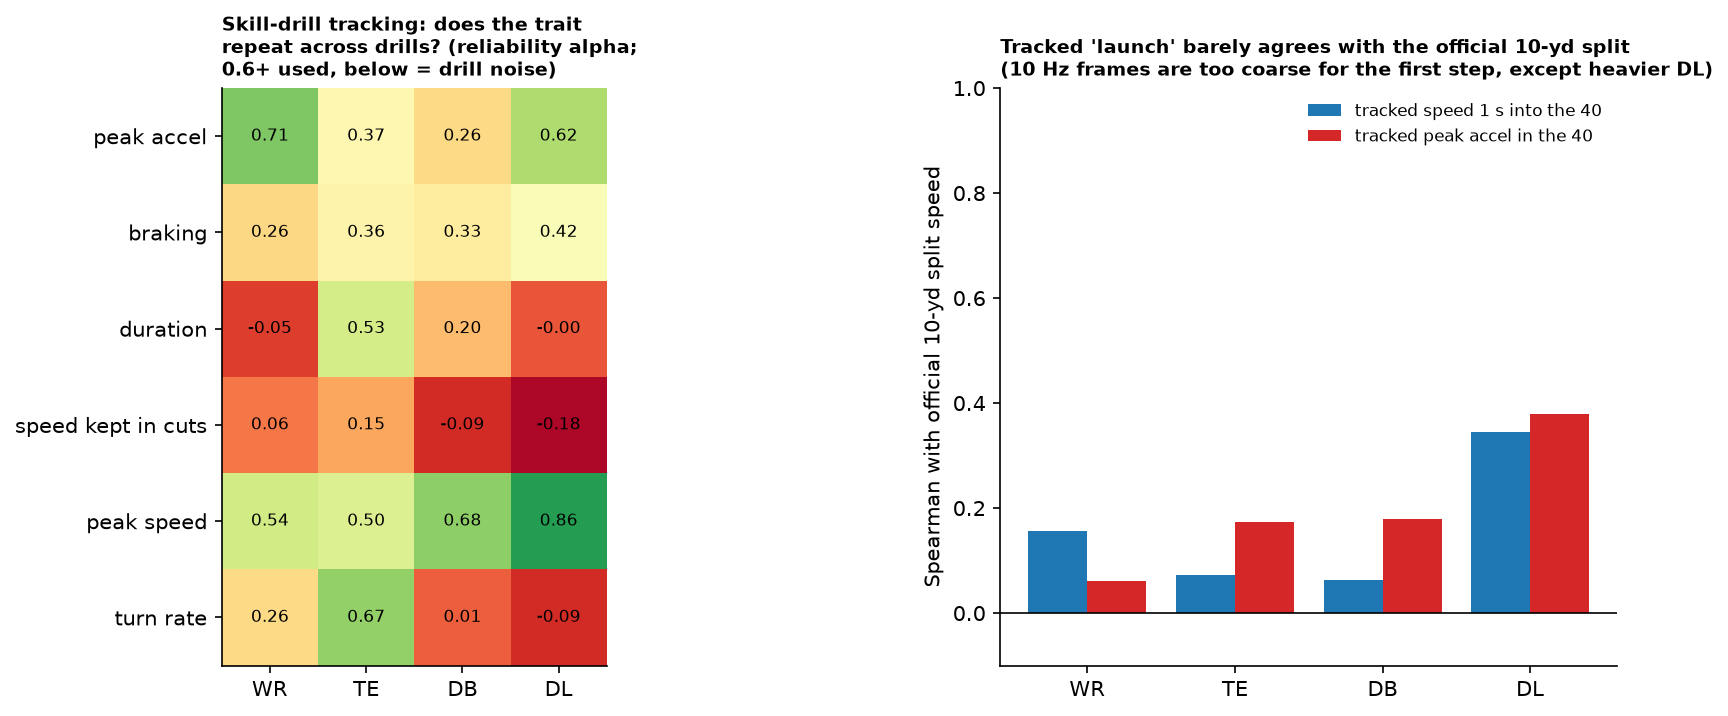 Skill-drill tracking: does the trait
repeat across drills? (reliability alpha;
0.6+ used, below = drill noise)
peak accel 0.71 0.37 0.26 0.62
braking 0.26 0.36 0.33 0.42
duration -0.05 0.53 0.20 -0.00
speed kept in cuts 0.06 0.15 -0.09 -0.18
peak speed 0.54 0.50 0.68 0.86
turn rate 0.26 0.67 0.01 -0.09
WR TE DB DL
Tracked 'launch' barely agrees with the official 10-yd split
(10 Hz frames are too coarse for the first step, except heavier DL)
tracked speed 1 s into the 40
tracked peak accel in the 40
Spearman with official 10-yd split speed
1.0
0.8
0.6
0.4
0.2
0.0
WR TE DB DL